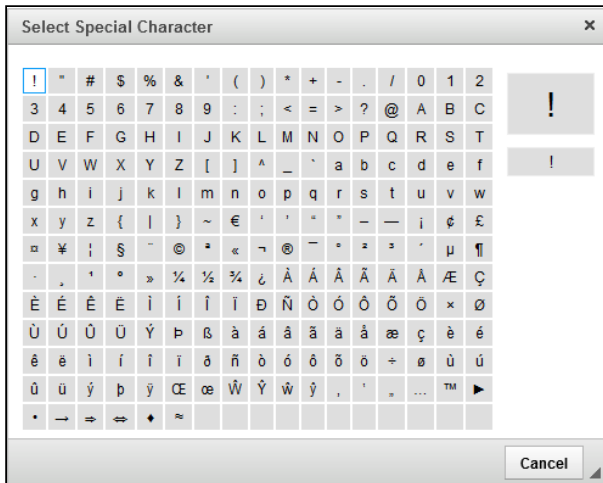 Select Special Character ×
! " # $ % & ' ( ) * + - . / 0 1 2
3 4 5 6 7 8 9 : ; < = > ? @ A B C
D E F G H I J K L M N O P Q R S T
U V W X Y Z [ ] ^ _ ` a b c d e f
g h i j k l m n o p q r s t u v w
x y z { | } ~ € ‘ ’ “ ” – — ¡ ¢ £
¤ ¥ ¦ § ¨ © ª « ¬ ® ¯ ° ² ³ ´ µ ¶
· ¸ ¹ º » ¼ ½ ¾ ¿ À Á Â Ã Ä Å Æ Ç
È É Ê Ë Ì Í Î Ï Ð Ñ Ò Ó Ô Õ Ö × Ø
Ù Ú Û Ü Ý Þ ß à á â ã ä å æ ç è é
ê ë ì í î ï ð ñ ò ó ô õ ö ÷ ø ù ú
û ü ý þ ÿ Œ œ Ŵ Ŷ ŵ ŷ ‚ ‛ „ … ™ ►
• → ⇒ ⇔ ♦ ≈
!
!
Cancel